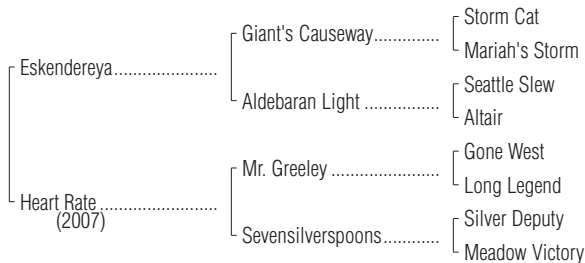 Storm Cat
Giant's Causeway..............
Mariah's Storm
Eskendereya......................
Seattle Slew
Aldebaran Light ................
Altair
Gone West
Mr. Greeley .......................
Long Legend
Heart Rate.........................
(2007)
Silver Deputy
Sevensilverspoons............
Meadow Victory